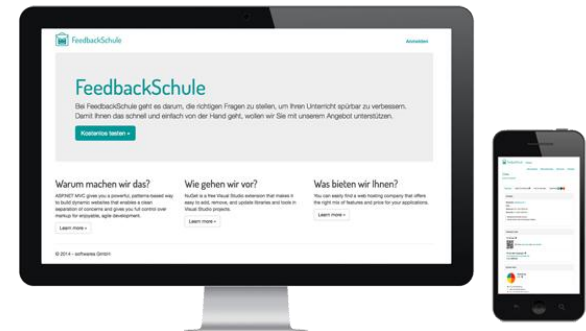 FeedbackSchule
Anmelden
FeedbackSchule
Bei FeedbackSchule geht es darum, die richtigen Fragen zu stellen, um Ihren Unterricht spürbar zu verbessern.
Damit Ihnen das schnell und einfach von der Hand geht, wollen wir Sie mit unserem Angebot unterstützen.
Kostenlos testen »
Warum machen wir das?
ASP.NET MVC gives you a powerful, patterns-based way
to build dynamic websites that enables a clean
separation of concerns and gives you full control over
markup for enjoyable, agile development.
Learn more »
Wie gehen wir vor?
NuGet is a free Visual Studio extension that makes it
easy to add, remove, and update libraries and tools in
Visual Studio projects.
Learn more »
Was bieten wir Ihnen?
You can easily find a web hosting company that offers
the right mix of features and price for your applications.
Learn more »
© 2014 - softwarea GmbH